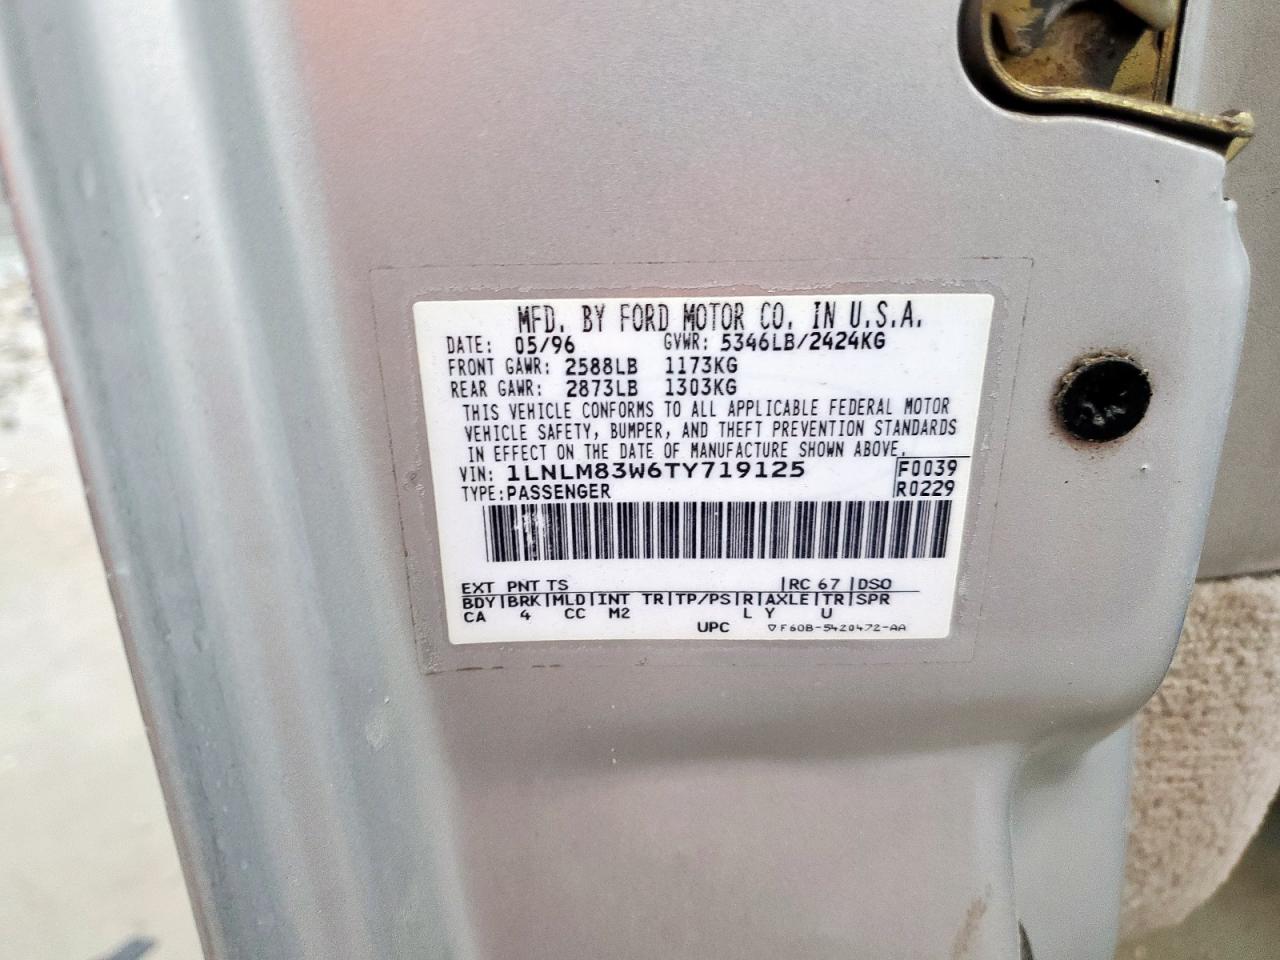 MFD. BY FORD MOTOR CO. IN U.S.A.
DATE: 05/96 GVWR: 5346LB/2424KG
FRONT GAWR: 2588LB 1173KG
REAR GAWR: 2873LB 1303KG
THIS VEHICLE CONFORMS TO ALL APPLICABLE FEDERAL MOTOR
VEHICLE SAFETY, BUMPER, AND THEFT PREVENTION STANDARDS
IN EFFECT ON THE DATE OF MANUFACTURE SHOWN ABOVE.
VIN: 1LNLM83W6TY719125 F0039
TYPE: PASSENGER R0229
EXT PNT TS |RC 67 |DSO
BDY|BRK|MLD|INT TR|TP/PS|R|AXLE|TR|SPR
CA 4 CC M2 L Y U
UPC ▽F60B-5420472-AA